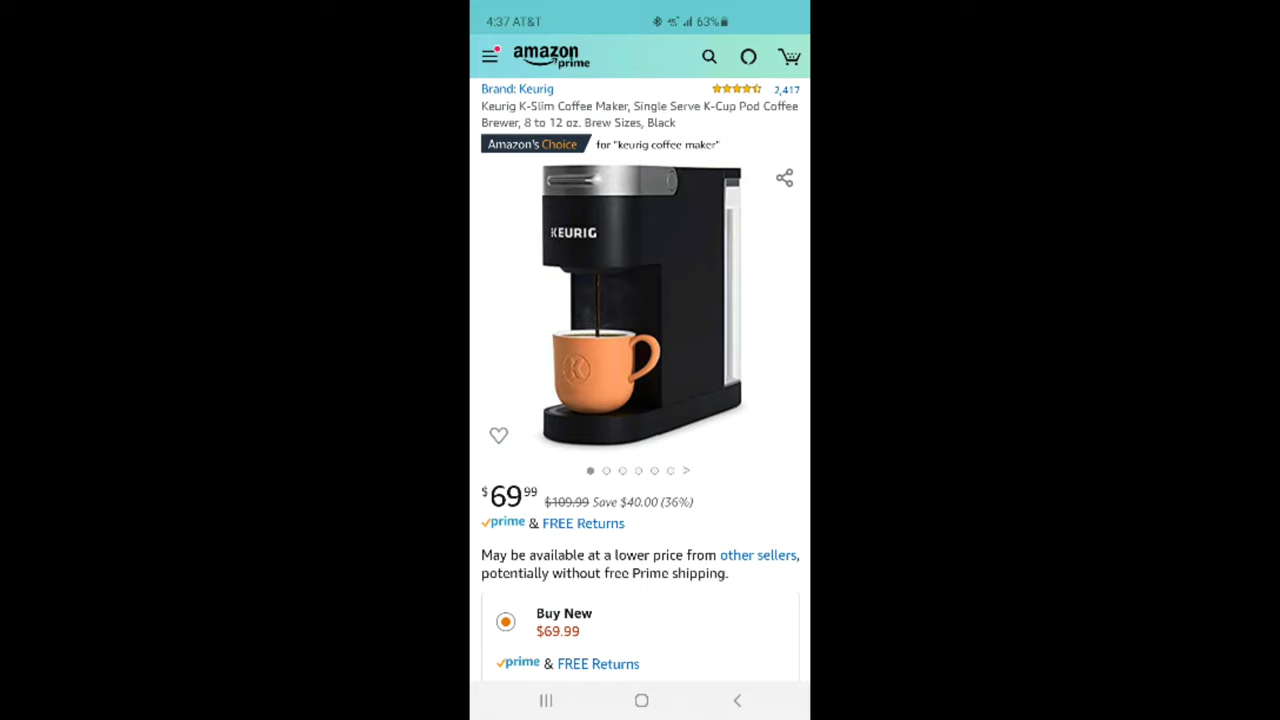 4:37 AT&T 63%
amazon
prime
Brand: Keurig 2,417
Keurig K-Slim Coffee Maker, Single Serve K-Cup Pod Coffee
Brewer, 8 to 12 oz. Brew Sizes, Black
Amazon's Choice for "keurig coffee maker"
KEURIG
K
$69 99 $109.99 Save $40.00 (36%)
prime & FREE Returns
May be available at a lower price from other sellers,
potentially without free Prime shipping.
Buy New
$69.99
prime & FREE Returns